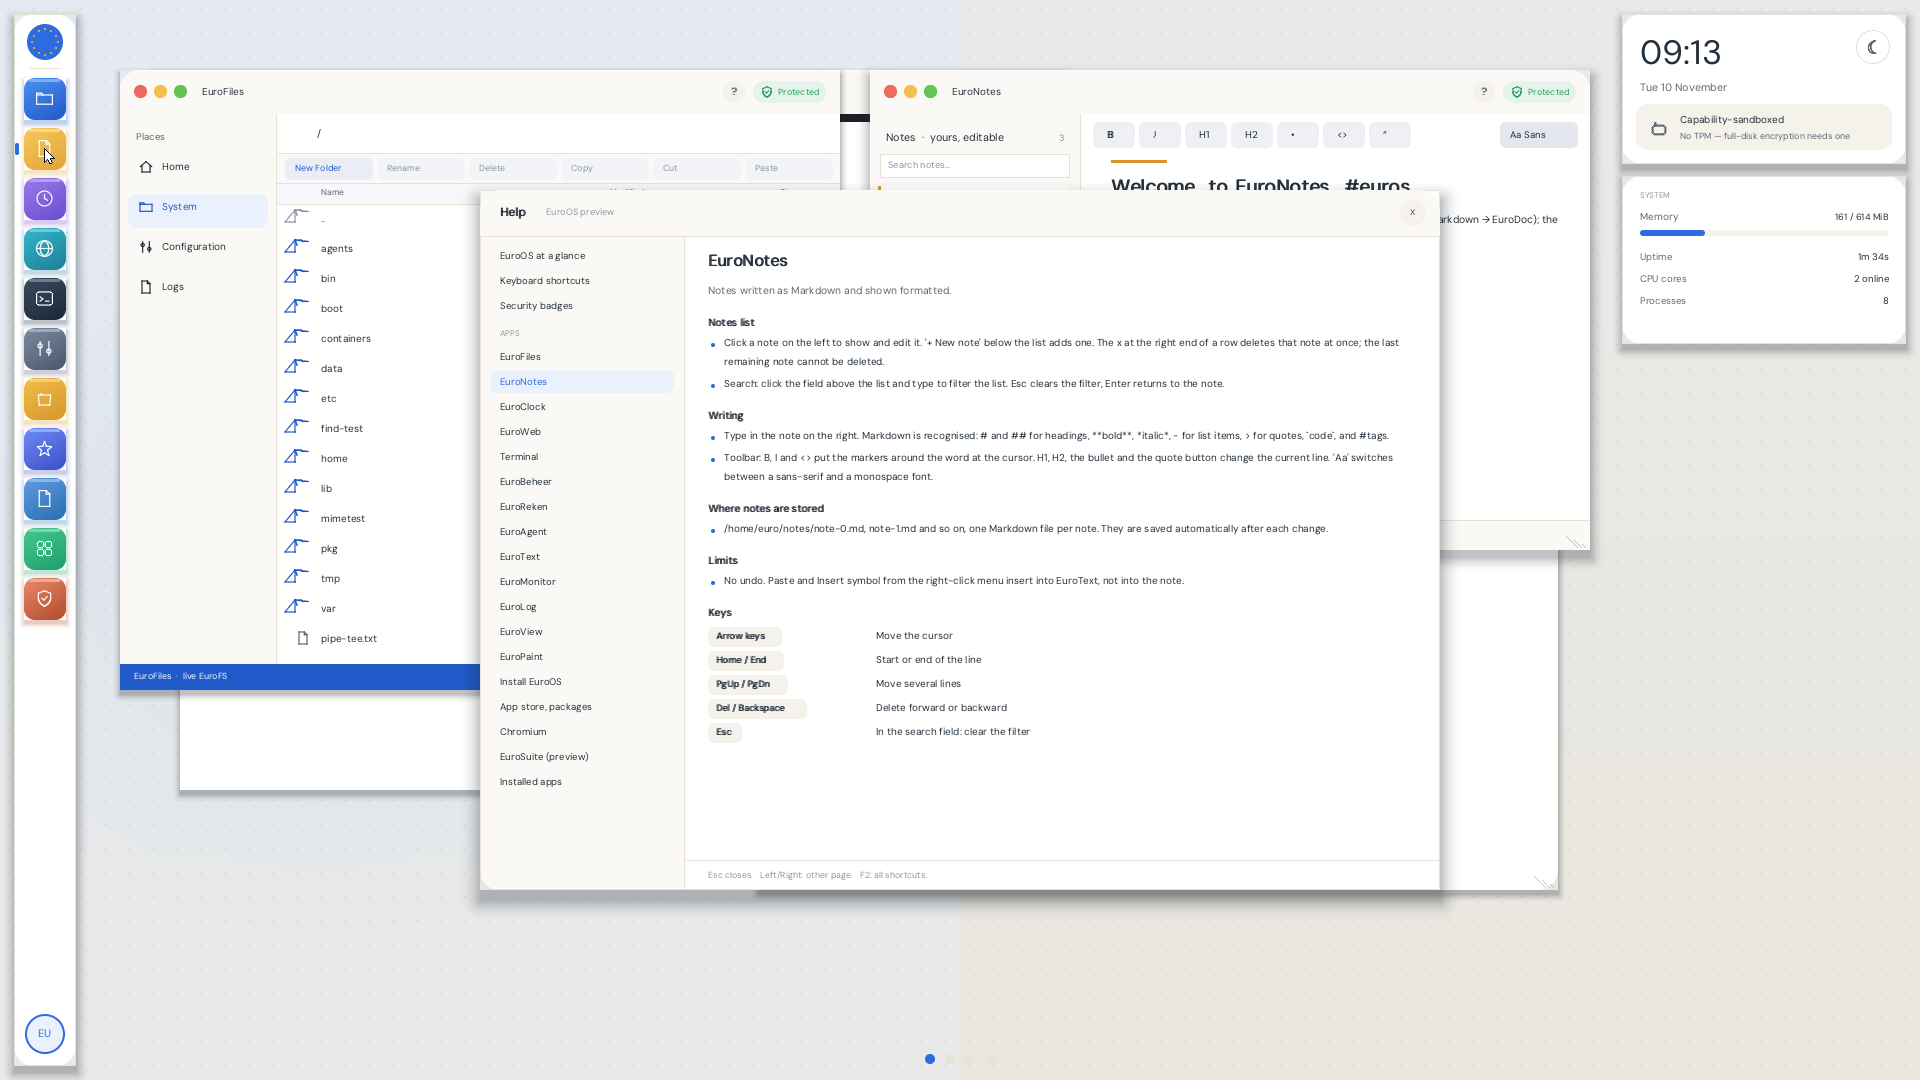 EuroFiles
?
Protected
Places
Home
System
Configuration
Logs
/
New Folder
Rename
Delete
Copy
Cut
Paste
Name
..
agents
bin
boot
containers
data
etc
find-test
home
lib
mimetest
pkg
tmp
var
pipe-tee.txt
EuroFiles · live EuroFS
EuroNotes
?
Protected
Notes · yours, editable
3
Search notes...
B
I
H1
H2
•
<>
"
Aa Sans
Welcome to EuroNotes #euros
arkdown → EuroDoc); the
Help
EuroOS preview
x
EuroOS at a glance
Keyboard shortcuts
Security badges
APPS
EuroFiles
EuroNotes
EuroClock
EuroWeb
Terminal
EuroBeheer
EuroReken
EuroAgent
EuroText
EuroMonitor
EuroLog
EuroView
EuroPaint
Install EuroOS
App store, packages
Chromium
EuroSuite (preview)
Installed apps
EuroNotes
Notes written as Markdown and shown formatted.
Notes list
• Click a note on the left to show and edit it. '+ New note' below the list adds one. The x at the right end of a row deletes that note at once; the last
remaining note cannot be deleted.
• Search: click the field above the list and type to filter the list. Esc clears the filter, Enter returns to the note.
Writing
• Type in the note on the right. Markdown is recognised: # and ## for headings, **bold**, *italic*, - for list items, > for quotes, `code`, and #tags.
• Toolbar: B, I and <> put the markers around the word at the cursor. H1, H2, the bullet and the quote button change the current line. 'Aa' switches
between a sans-serif and a monospace font.
Where notes are stored
• /home/euro/notes/note-0.md, note-1.md and so on, one Markdown file per note. They are saved automatically after each change.
Limits
• No undo. Paste and Insert symbol from the right-click menu insert into EuroText, not into the note.
Keys
Arrow keys Move the cursor
Home / End Start or end of the line
PgUp / PgDn Move several lines
Del / Backspace Delete forward or backward
Esc In the search field: clear the filter
Esc closes. Left/Right: other page. F2: all shortcuts.
09:13
Tue 10 November
Capability-sandboxed
No TPM — full-disk encryption needs one
SYSTEM
Memory 161 / 614 MiB
Uptime 1m 34s
CPU cores 2 online
Processes 8
EU